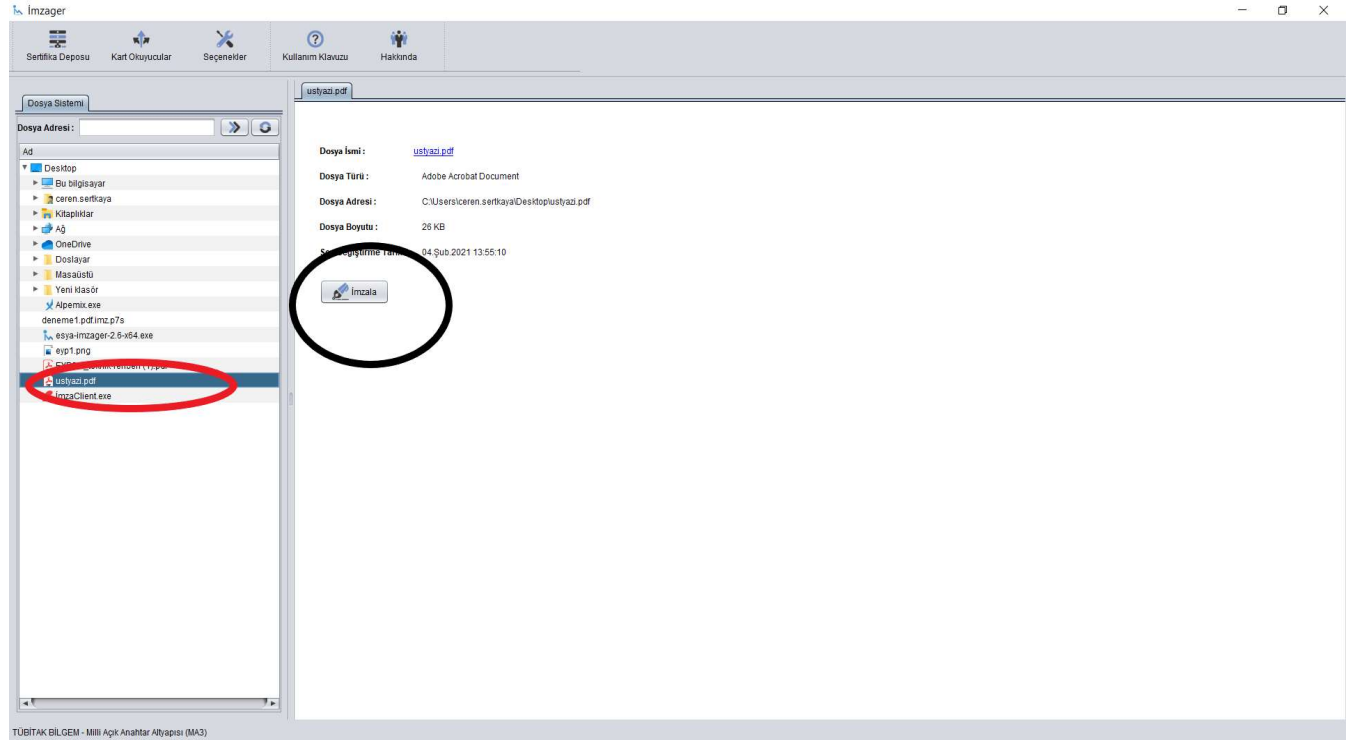 İmzager
Sertifika Deposu Kart Okuyucular Seçenekler Kullanım Klavuzu Hakkında
Dosya Sistemi
Dosya Adresi :
Ad
Desktop
Bu bilgisayar
ceren.sertkaya
Kitaplıklar
Ağ
OneDrive
Doslayar
Masaüstü
Yeni klasör
Alpemix.exe
deneme1.pdf.imz.p7s
esya-imzager-2.6-x64.exe
eyp1.png
(1).pdf
ustyazi.pdf
İmzaClient.exe
ustyazi.pdf
Dosya İsmi : ustyazi.pdf
Dosya Türü : Adobe Acrobat Document
Dosya Adresi : C:\Users\ceren.sertkaya\Desktop\ustyazi.pdf
Dosya Boyutu : 26 KB
Değiştirme 04.Şub.2021 13:55:10
İmzala
TÜBİTAK BİLGEM - Milli Açık Anahtar Altyapısı (MA3)